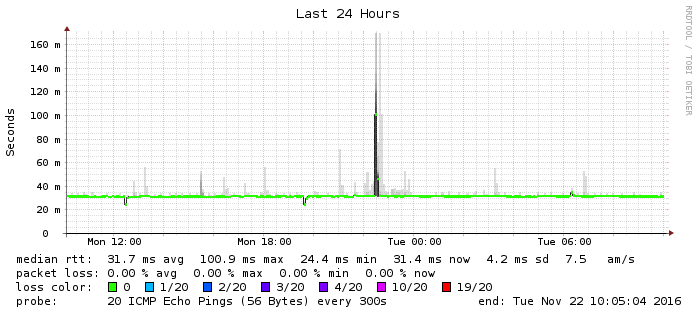 Last 24 Hours
RRDTOOL / TOBI OETIKER
Seconds
160 m
140 m
120 m
100 m
80 m
60 m
40 m
20 m
0
Mon 12:00 Mon 18:00 Tue 00:00 Tue 06:00
median rtt: 31.7 ms avg 100.9 ms max 24.4 ms min 31.4 ms now 4.2 ms sd 7.5 am/s
packet loss: 0.00 % avg 0.00 % max 0.00 % min 0.00 % now
loss color: 0 1/20 2/20 3/20 4/20 10/20 19/20
probe: 20 ICMP Echo Pings (56 Bytes) every 300s end: Tue Nov 22 10:05:04 2016